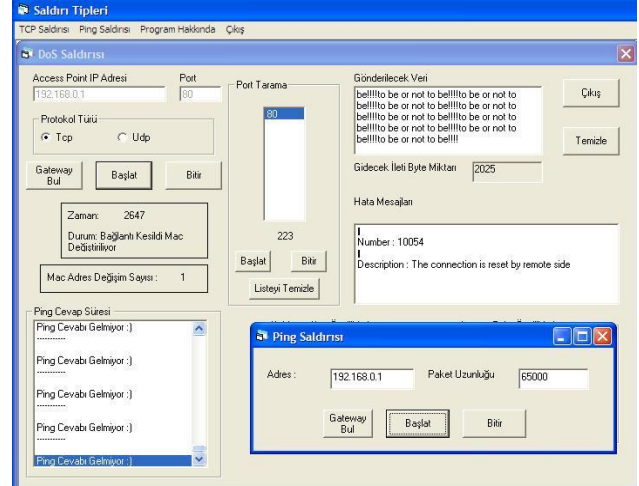 Saldırı Tipleri
TCP Saldırısı Ping Saldırısı Program Hakkında Çıkış
DoS Saldırısı
Access Point IP Adresi Port
192.168.0.1 80
Protokol Türü
Tcp Udp
Gateway Bul Başlat Bitir
Zaman: 2647
Durum: Bağlantı Kesildi Mac
Değiştiriliyor
Mac Adres Değişim Sayısı : 1
Port Tarama
80
223
Başlat Bitir
Listeyi Temizle
Gönderilecek Veri
be!!!!to be or not to be!!!!to be or not to
be!!!!to be or not to be!!!!to be or not to
be!!!!to be or not to be!!!!to be or not to
be!!!!to be or not to be!!!!to be or not to
be!!!!to be or not to be!!!!
Çıkış
Temizle
Gidecek İleti Byte Miktarı 2025
Hata Mesajları
Number : 10054
Description : The connection is reset by remote side
Ping Cevap Süresi
Ping Cevabı Gelmiyor :)
-----------
Ping Cevabı Gelmiyor :)
-----------
Ping Cevabı Gelmiyor :)
-----------
Ping Cevabı Gelmiyor :)
-----------
Ping Cevabı Gelmiyor :)
Ping Saldırısı
Adres : 192.168.0.1 Paket Uzunluğu 65000
Gateway Bul Başlat Bitir